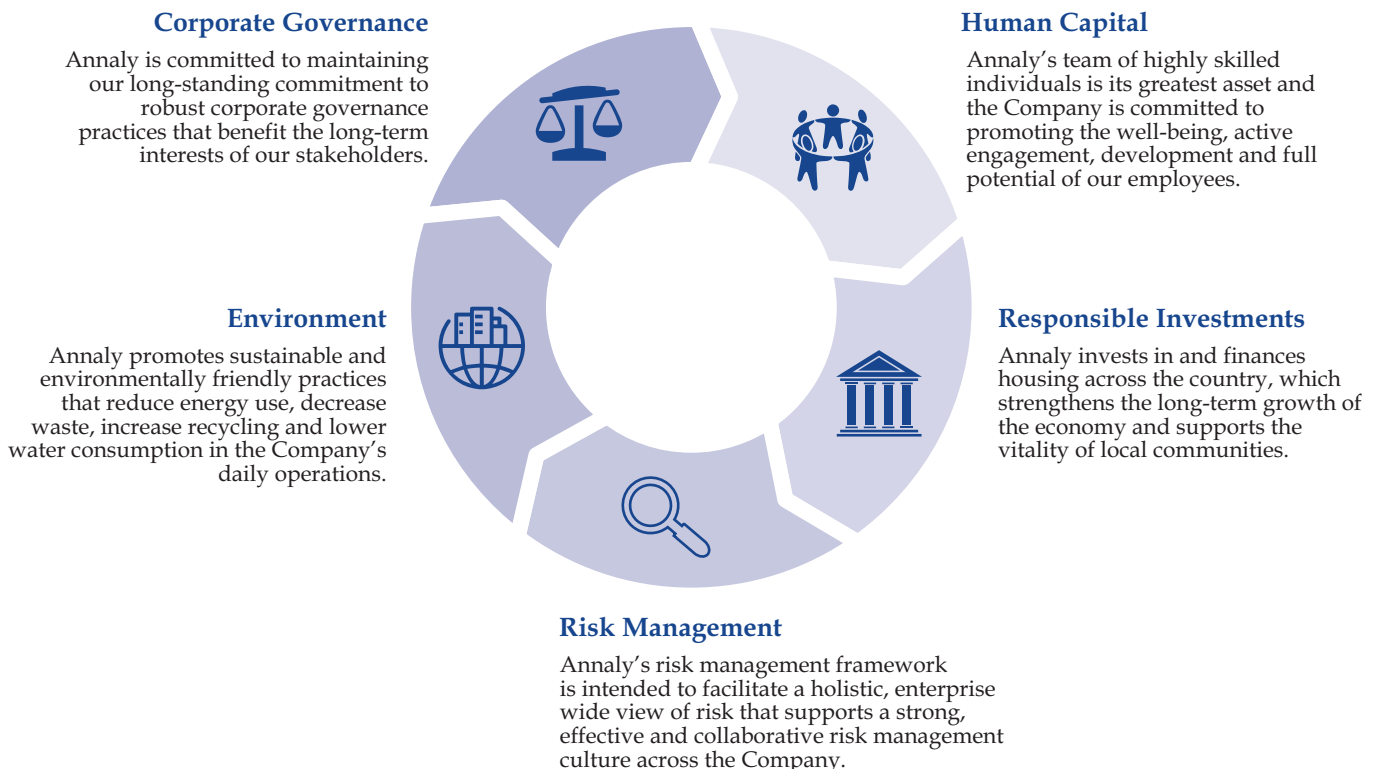 Corporate Governance
Annaly is committed to maintaining
our long-standing commitment to
robust corporate governance
practices that benefit the long-term
interests of our stakeholders.
Human Capital
Annaly’s team of highly skilled
individuals is its greatest asset and
the Company is committed to
promoting the well-being, active
engagement, development and full
potential of our employees.
Environment
Annaly promotes sustainable and
environmentally friendly practices
that reduce energy use, decrease
waste, increase recycling and lower
water consumption in the Company’s
daily operations.
Responsible Investments
Annaly invests in and finances
housing across the country, which
strengthens the long-term growth of
the economy and supports the
vitality of local communities.
Risk Management
Annaly’s risk management framework
is intended to facilitate a holistic, enterprise
wide view of risk that supports a strong,
effective and collaborative risk management
culture across the Company.